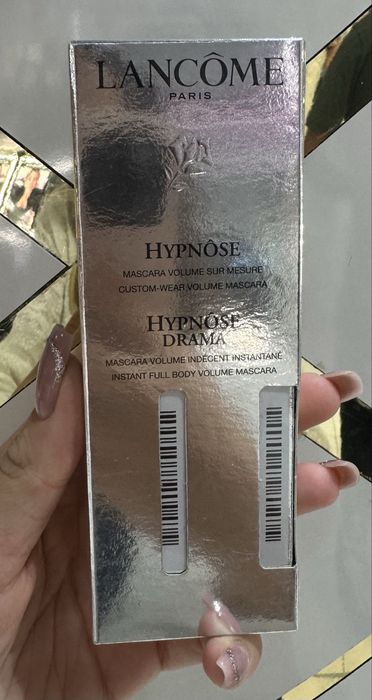 LANCÔME
PARIS
HYPNÔSE
MASCARA VOLUME SUR MESURE
CUSTOM-WEAR VOLUME MASCARA
HYPNÔSE
DRAMA
MASCARA VOLUME INDÉCENT INSTANTANÉ
INSTANT FULL BODY VOLUME MASCARA